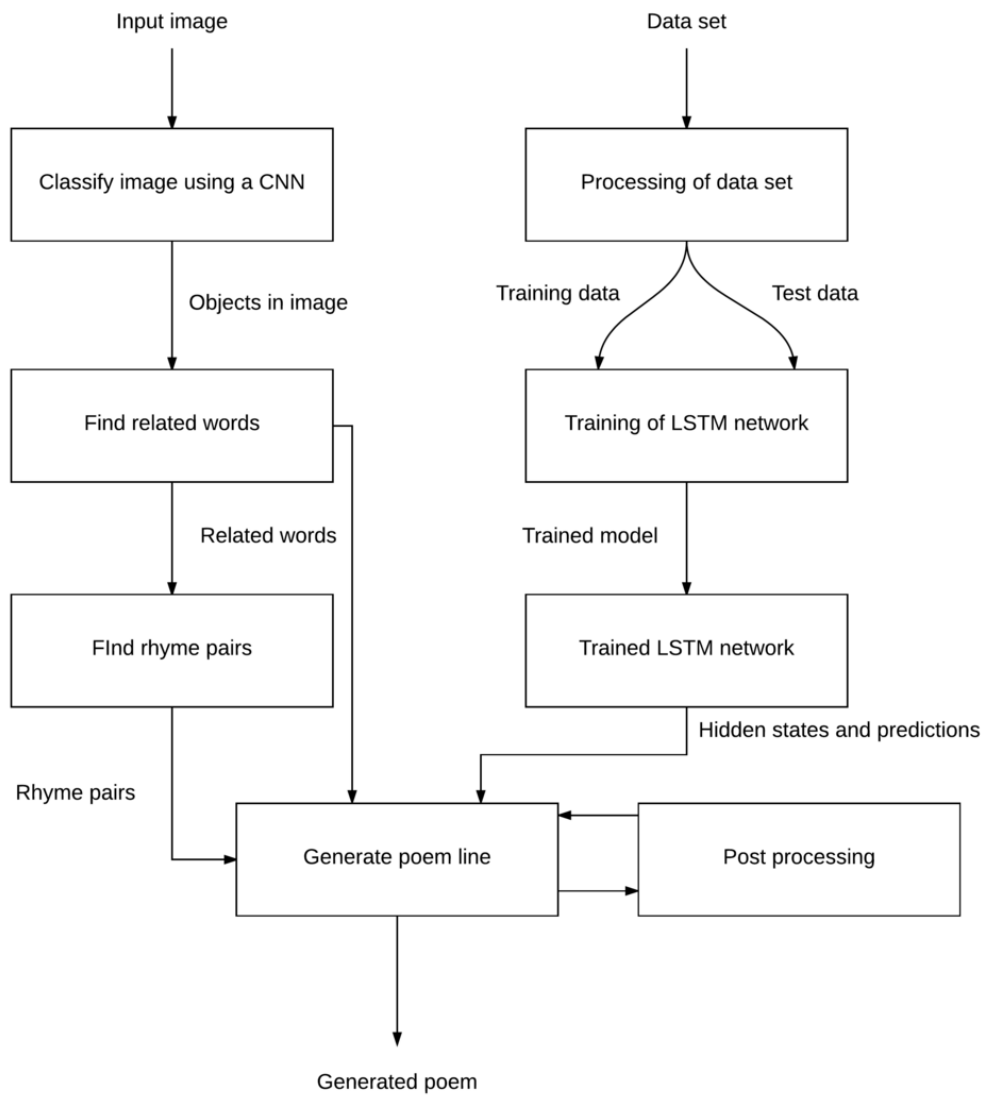 Input image
Data set
Classify image using a CNN
Processing of data set
Objects in image
Training data
Test data
Find related words
Training of LSTM network
Related words
Trained model
FInd rhyme pairs
Trained LSTM network
Hidden states and predictions
Rhyme pairs
Generate poem line
Post processing
Generated poem